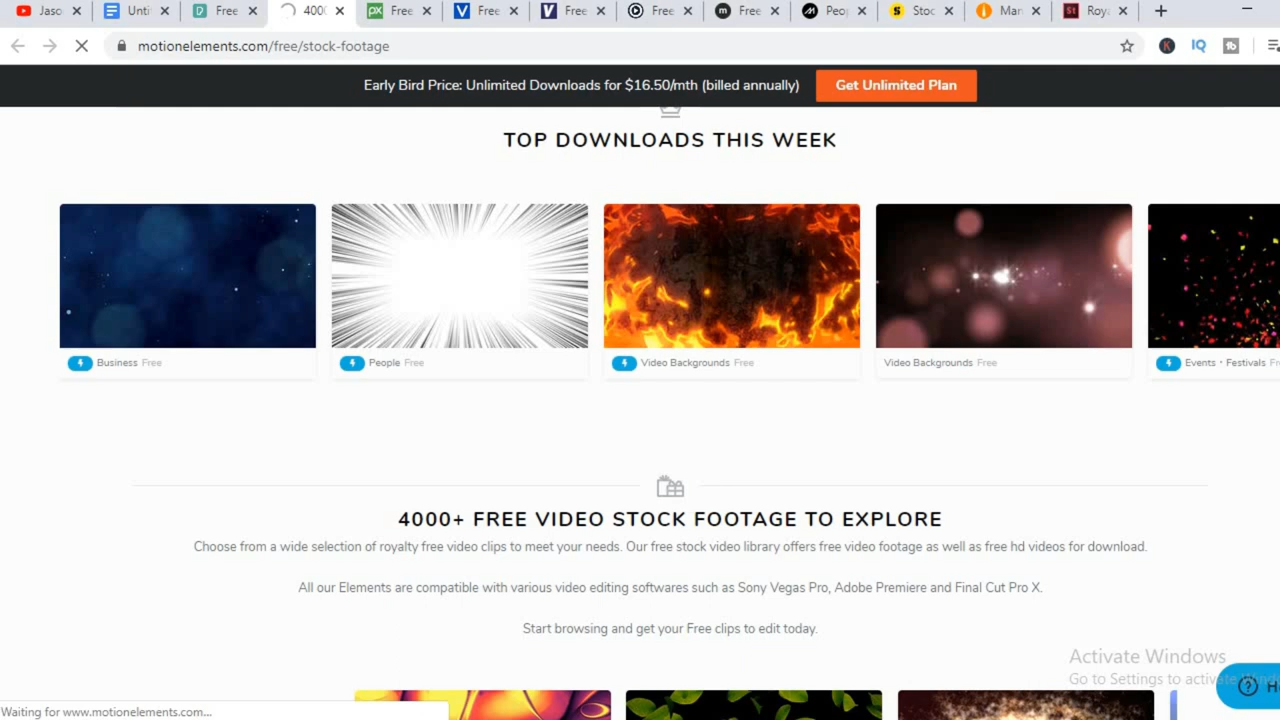 Jaso
Unti
Free
400
Free
Free
Free
Free
Free
Peop
Stoc
Man
Roya
motionelements.com/free/stock-footage
Early Bird Price: Unlimited Downloads for $16.50/mth (billed annually)
Get Unlimited Plan
TOP DOWNLOADS THIS WEEK
Business Free
People Free
Video Backgrounds Free
Video Backgrounds Free
Events • Festivals
4000+ FREE VIDEO STOCK FOOTAGE TO EXPLORE
Choose from a wide selection of royalty free video clips to meet your needs. Our free stock video library offers free video footage as well as free hd videos for download.
All our Elements are compatible with various video editing softwares such as Sony Vegas Pro, Adobe Premiere and Final Cut Pro X.
Start browsing and get your Free clips to edit today.
Activate Windows
Go to Settings to activate
Waiting for www.motionelements.com...